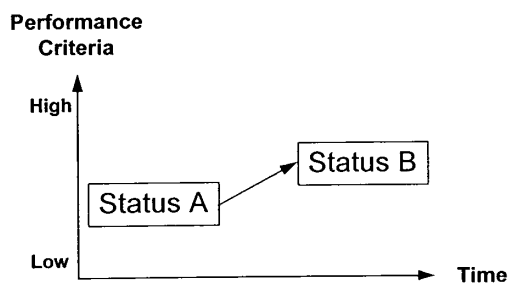 Performance
Criteria
High
Status B
Status A
Low
Time